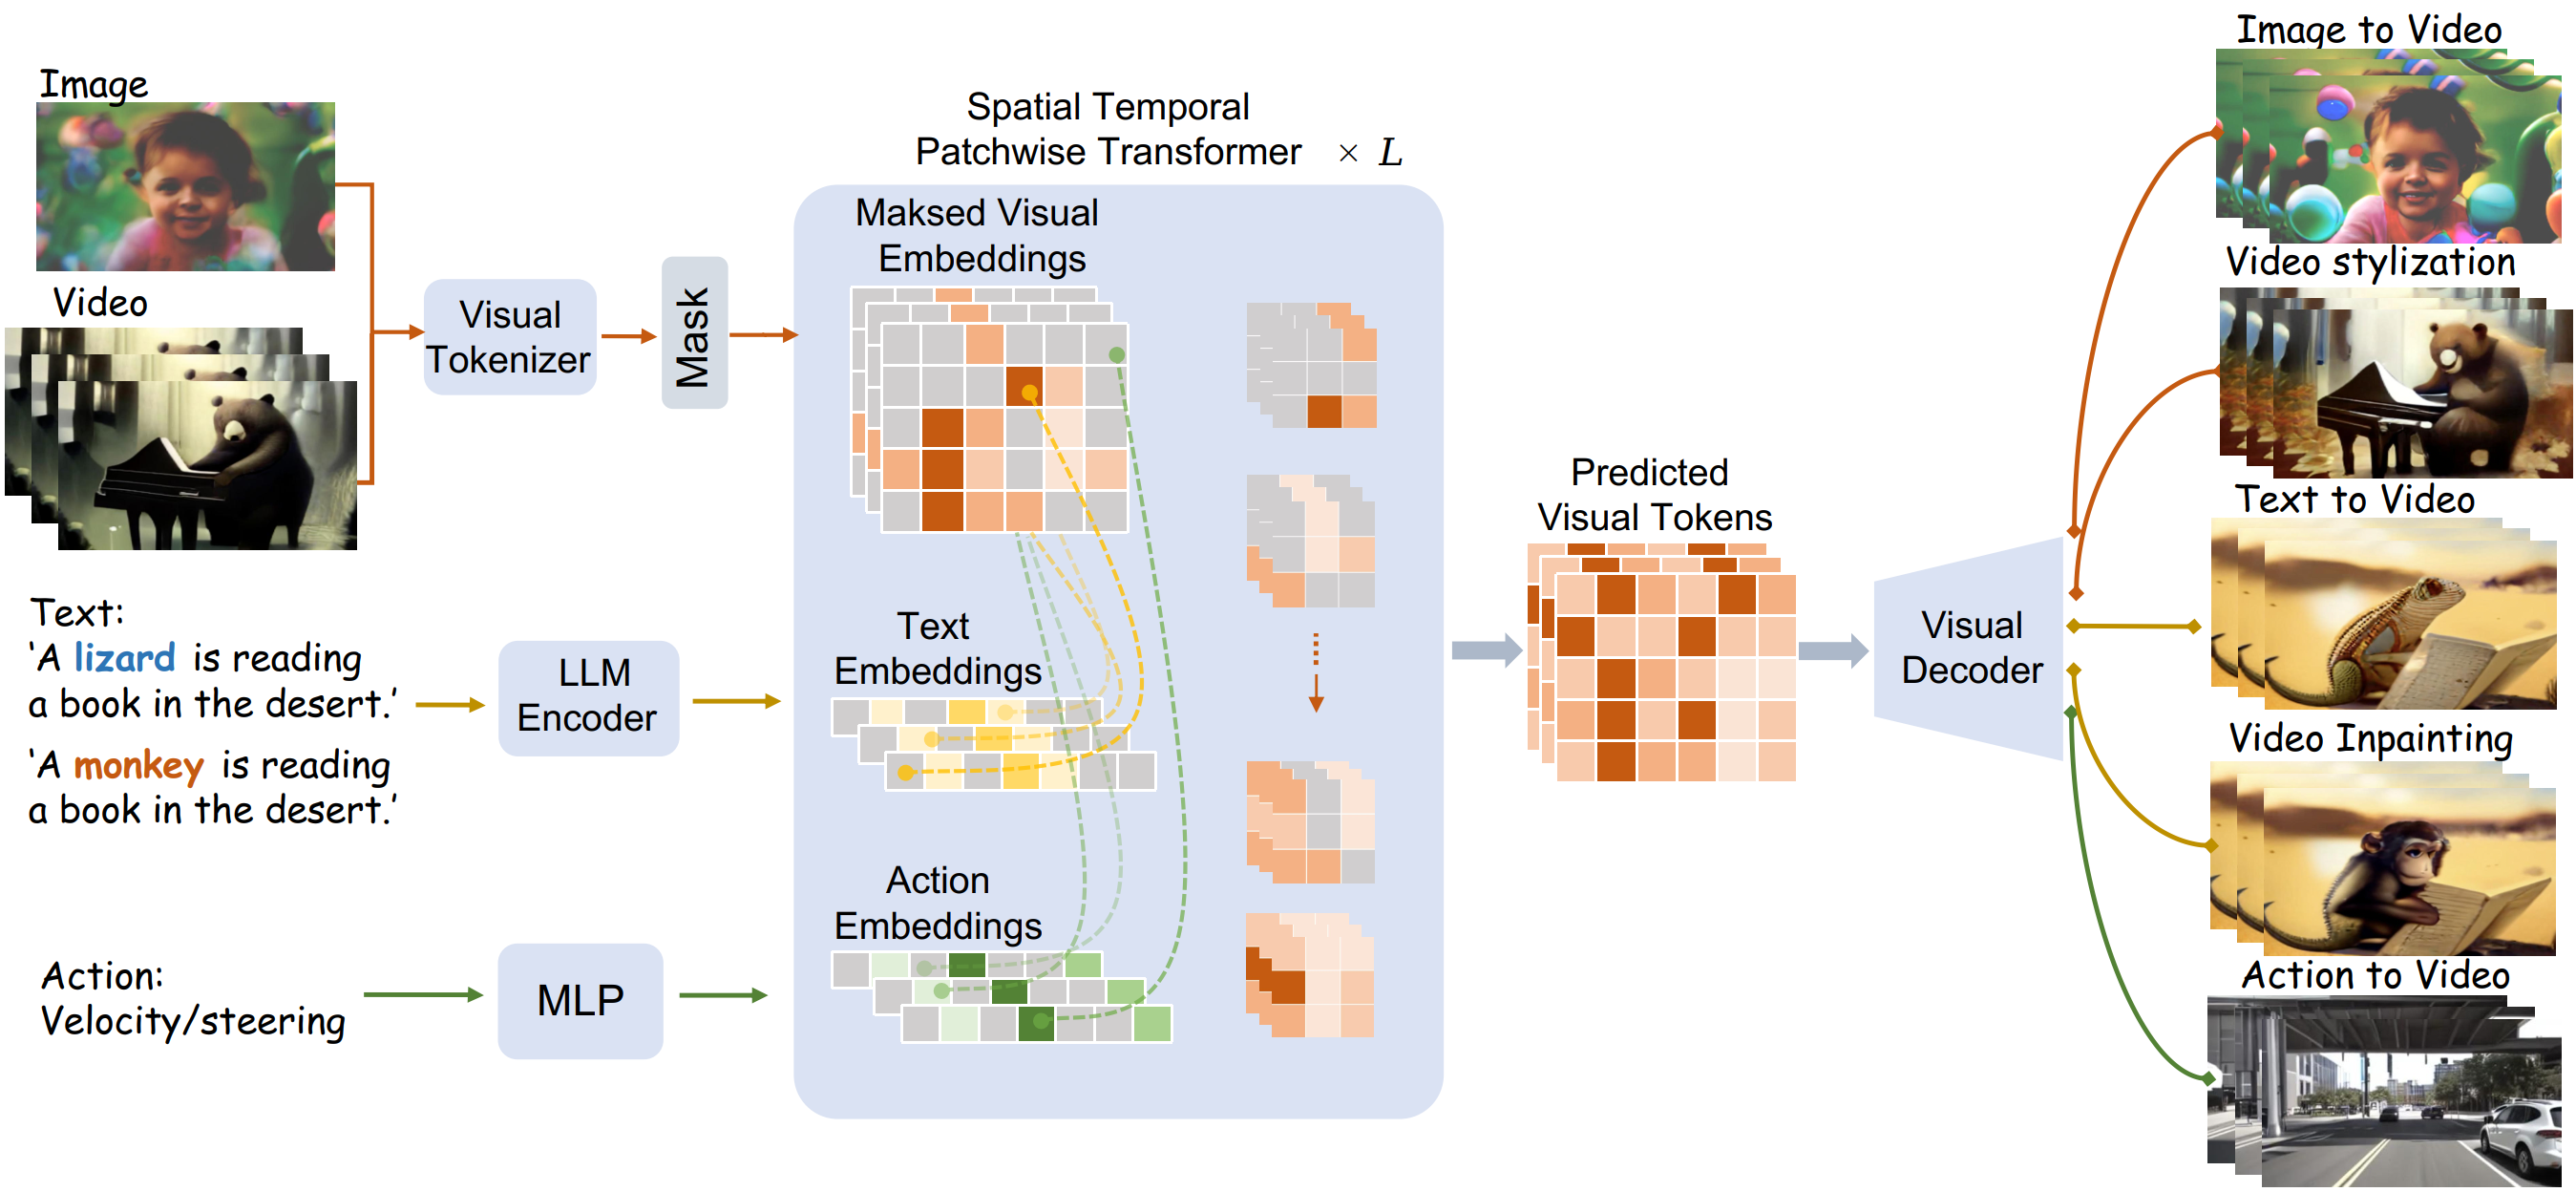 Image
Video
Text:
‘A lizard is reading
a book in the desert.’
‘A monkey is reading
a book in the desert.’
Action:
Velocity/steering
Visual
Tokenizer
Mask
LLM
Encoder
MLP
Spatial Temporal
Patchwise Transformer × L
Maksed Visual
Embeddings
Text
Embeddings
Action
Embeddings
Predicted
Visual Tokens
Visual
Decoder
Image to Video
Video stylization
Text to Video
Video Inpainting
Action to Video